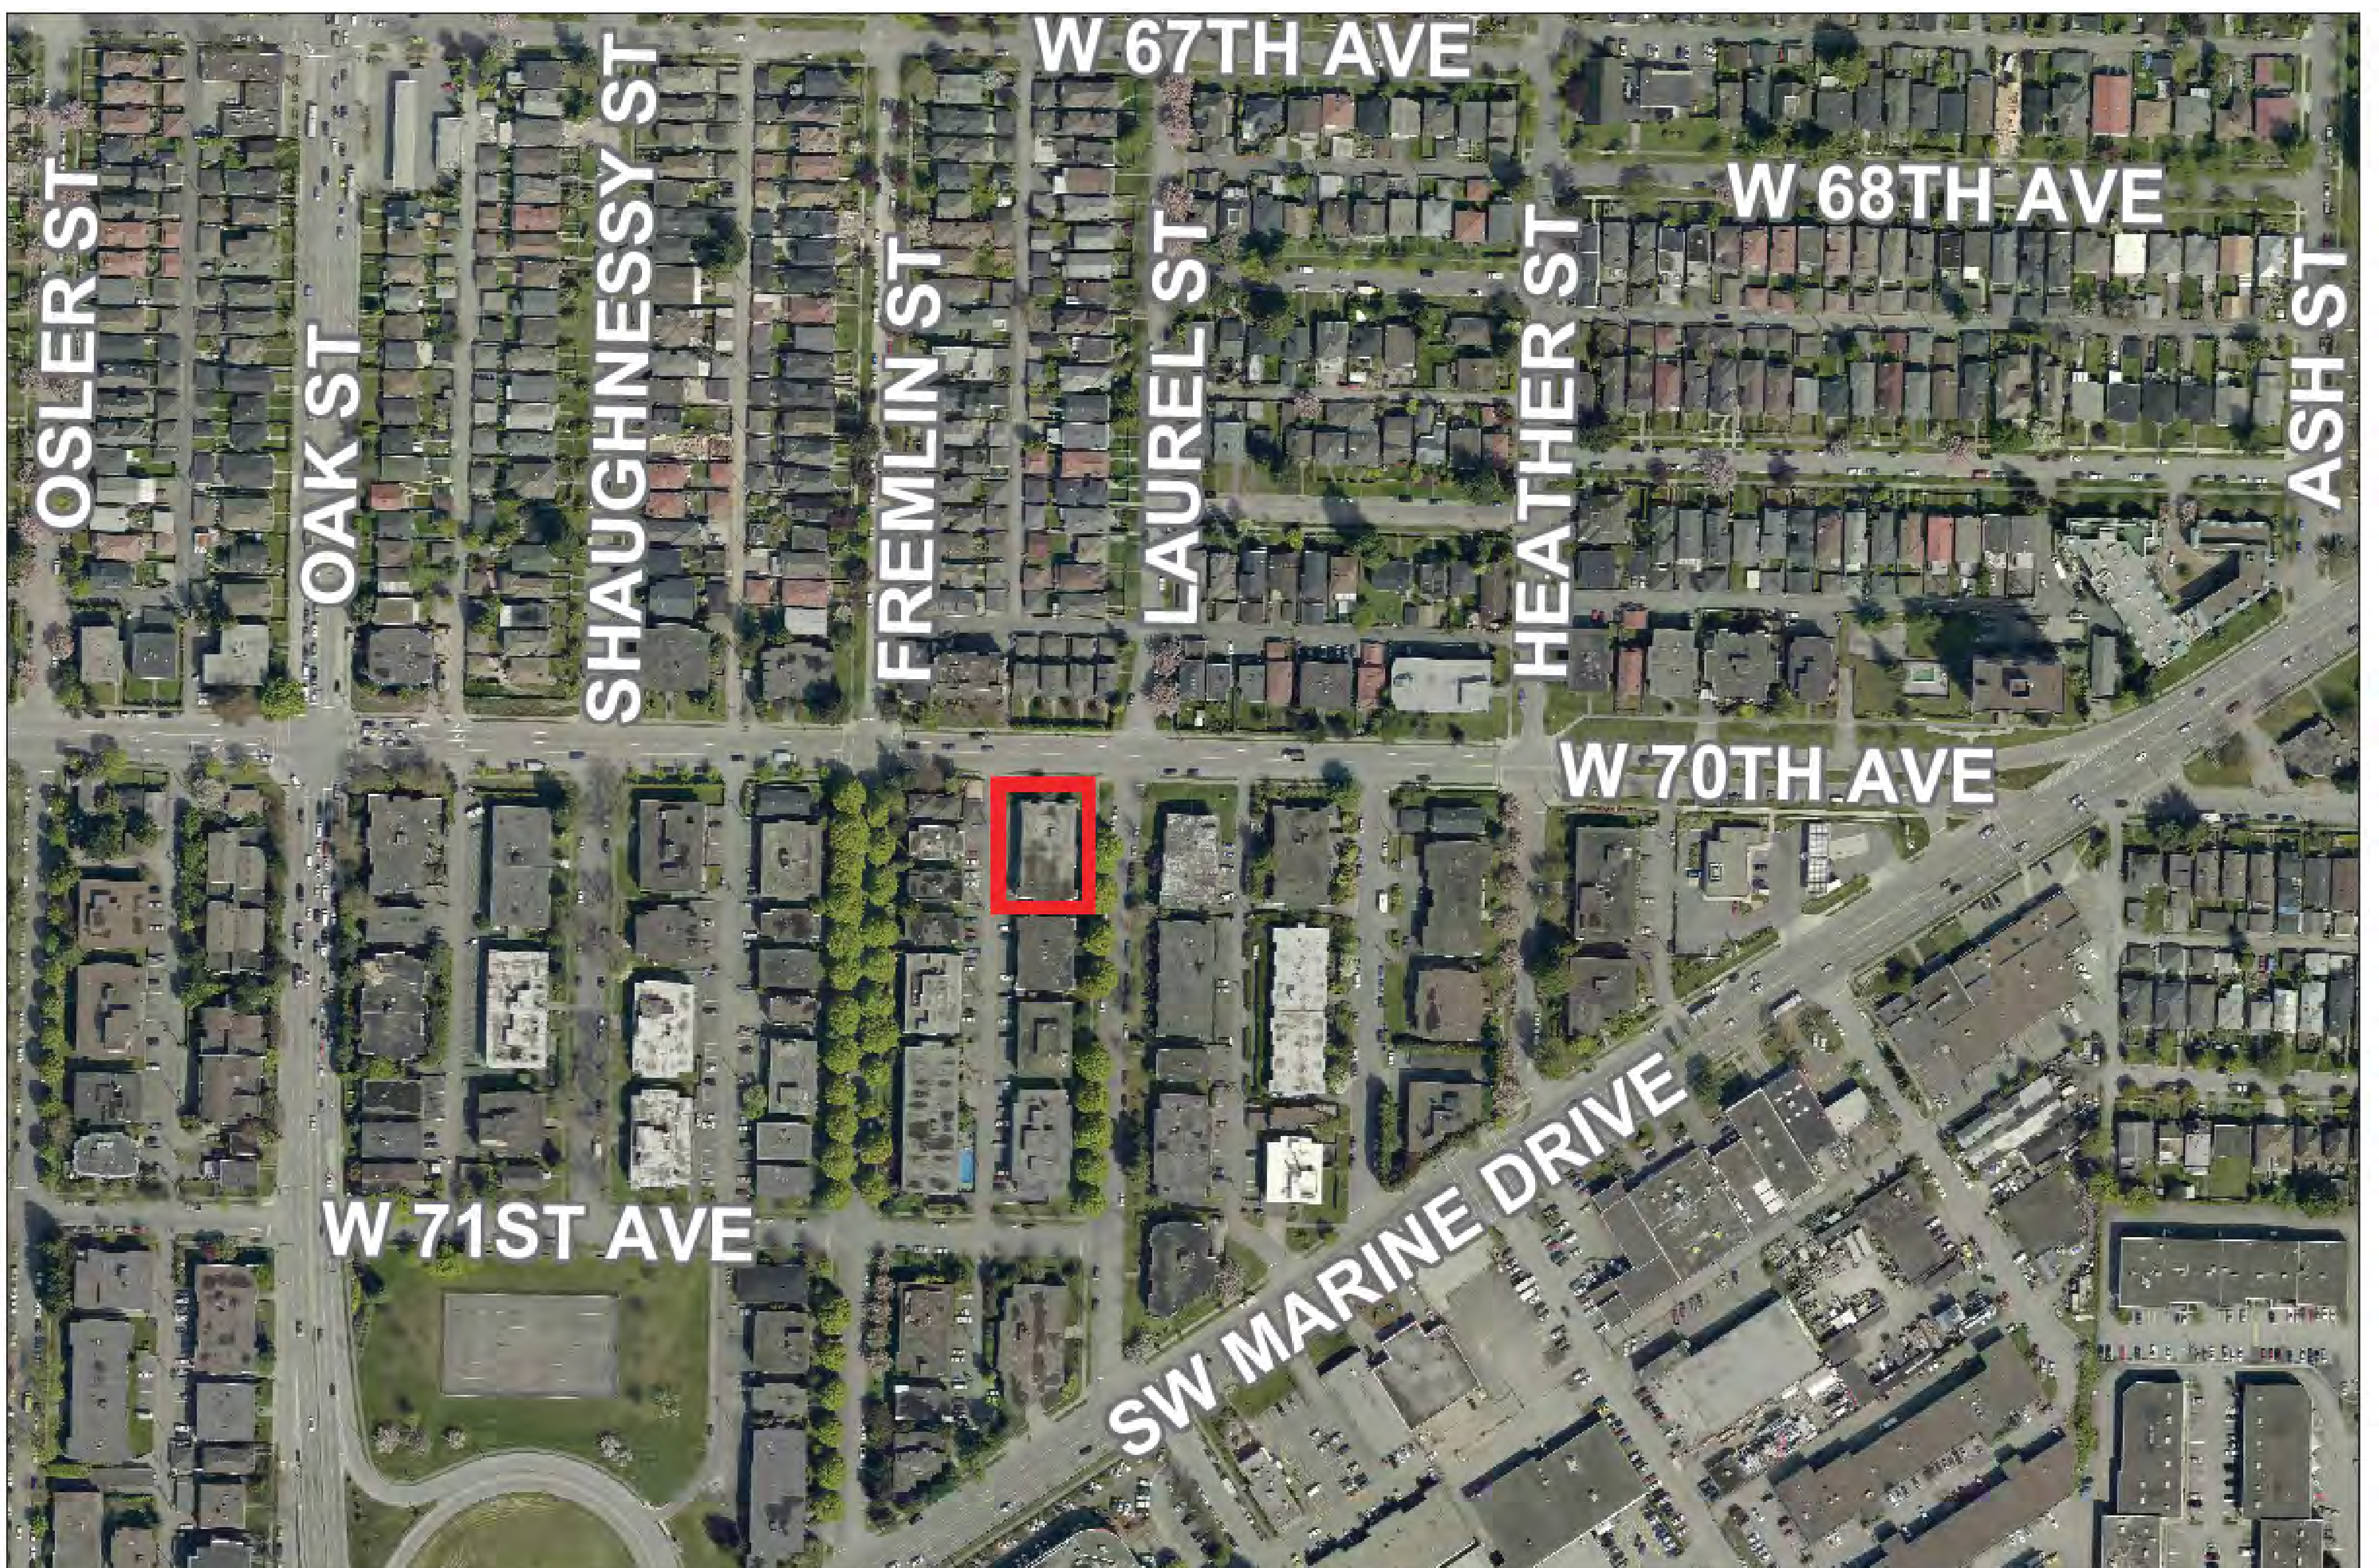 W 67TH AVE
W 68TH AVE
OSLER ST
OAK ST
SHAUGHNESSY ST
FREMLIN ST
LAUREL ST
HEATHER ST
ASH ST
W 70TH AVE
SW MARINE DRIVE
W 71ST AVE